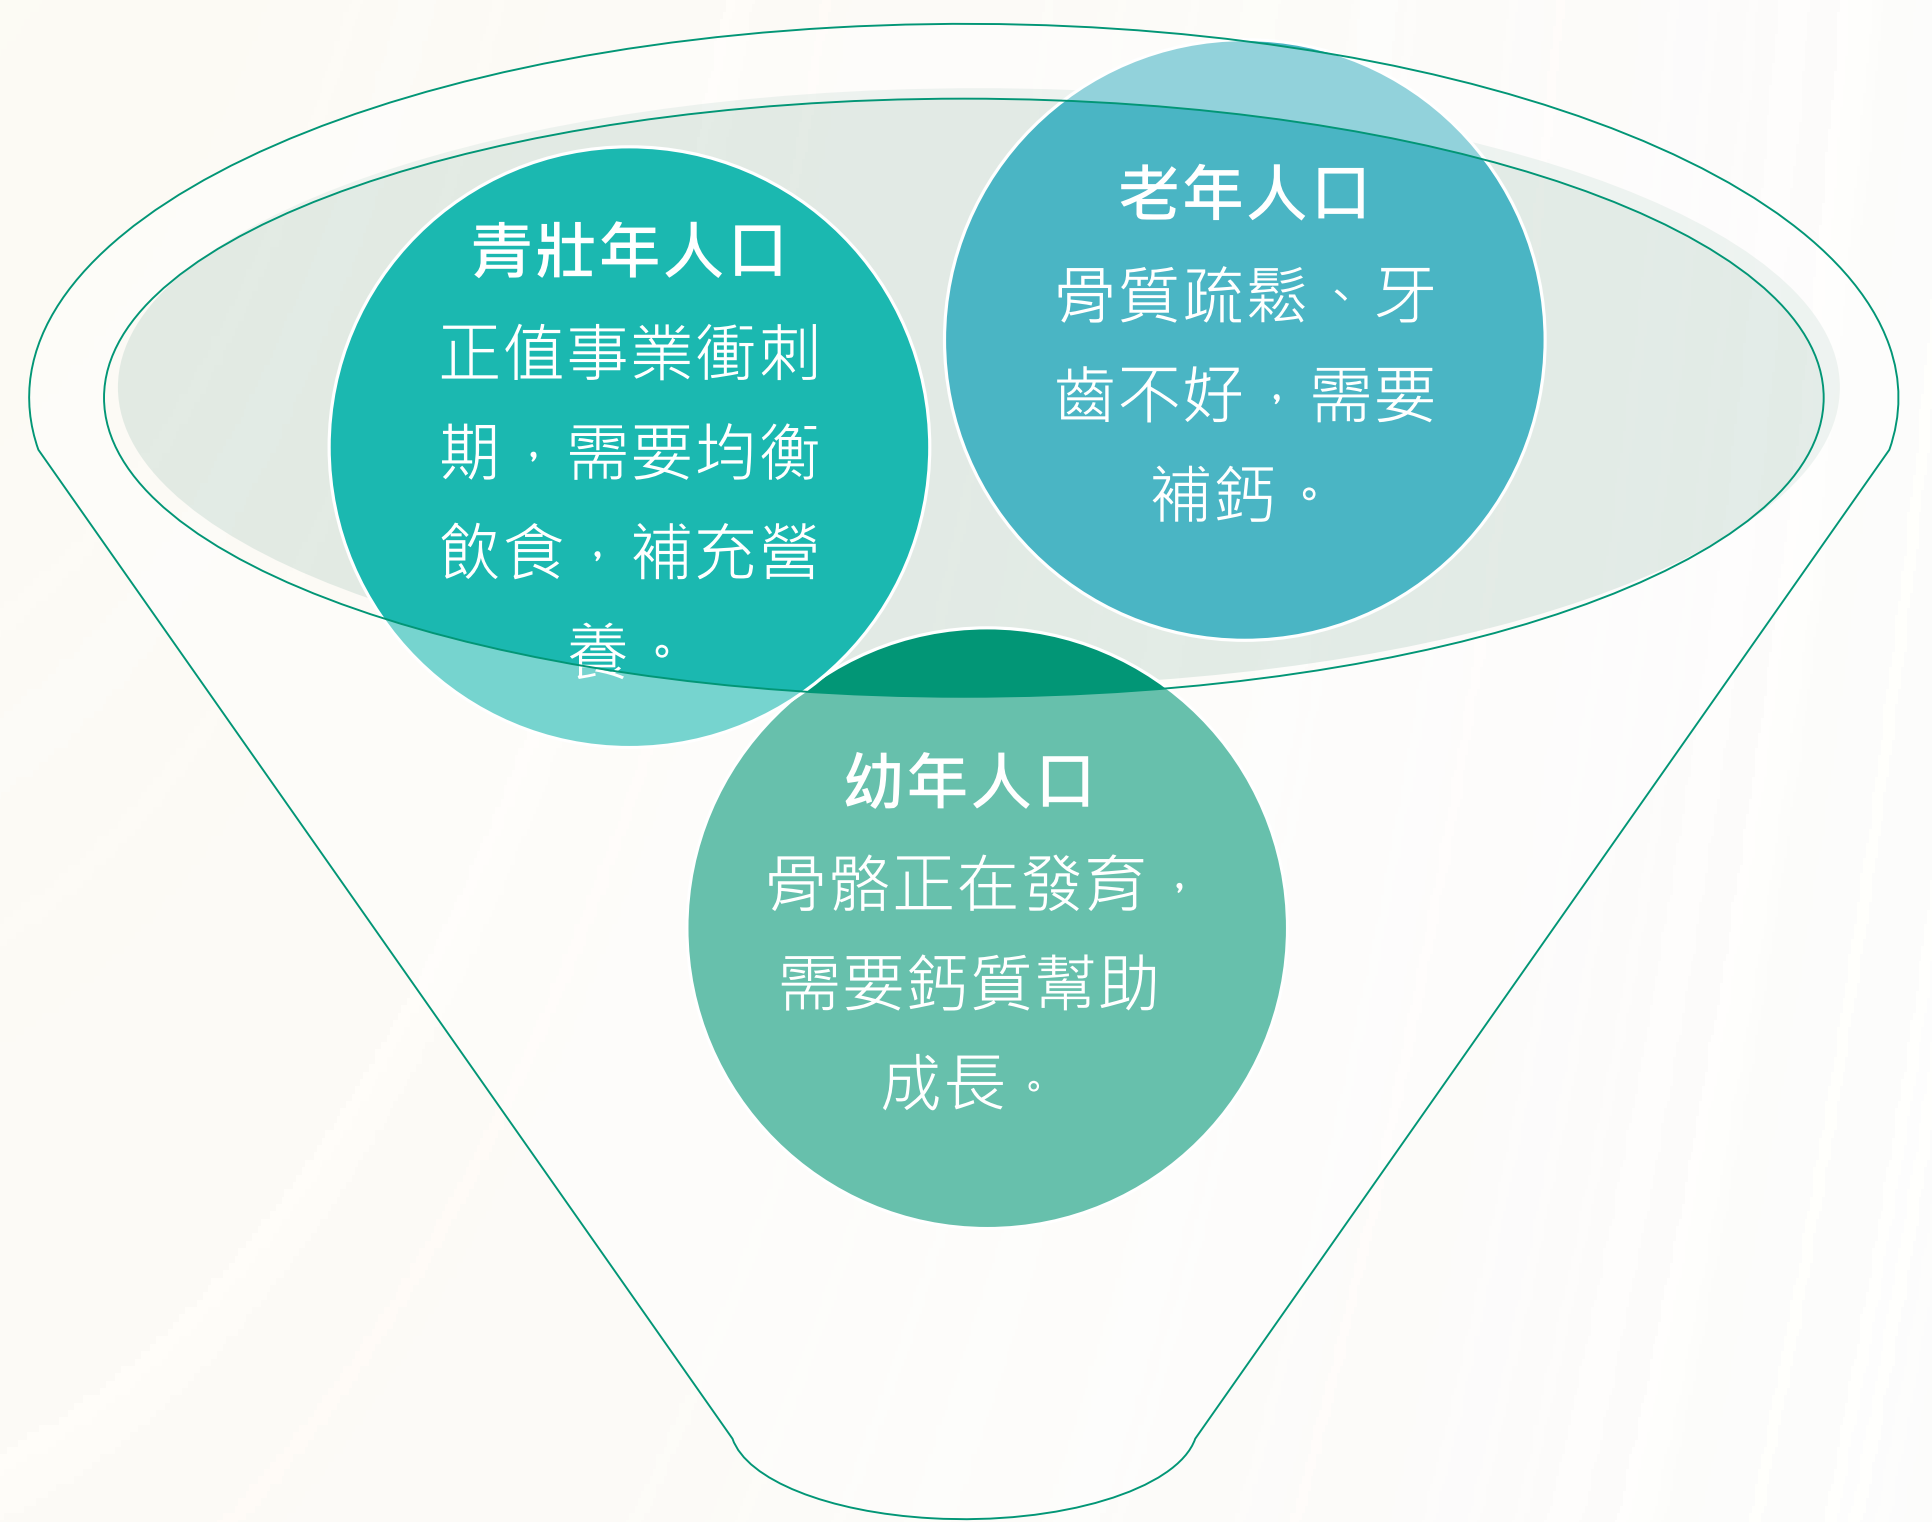 青壯年人口
正值事業衝刺
期，需要均衡
飲食，補充營
養。
老年人口
骨質疏鬆、牙
齒不好，需要
補鈣。
幼年人口
骨骼正在發育，
需要鈣質幫助
成長。